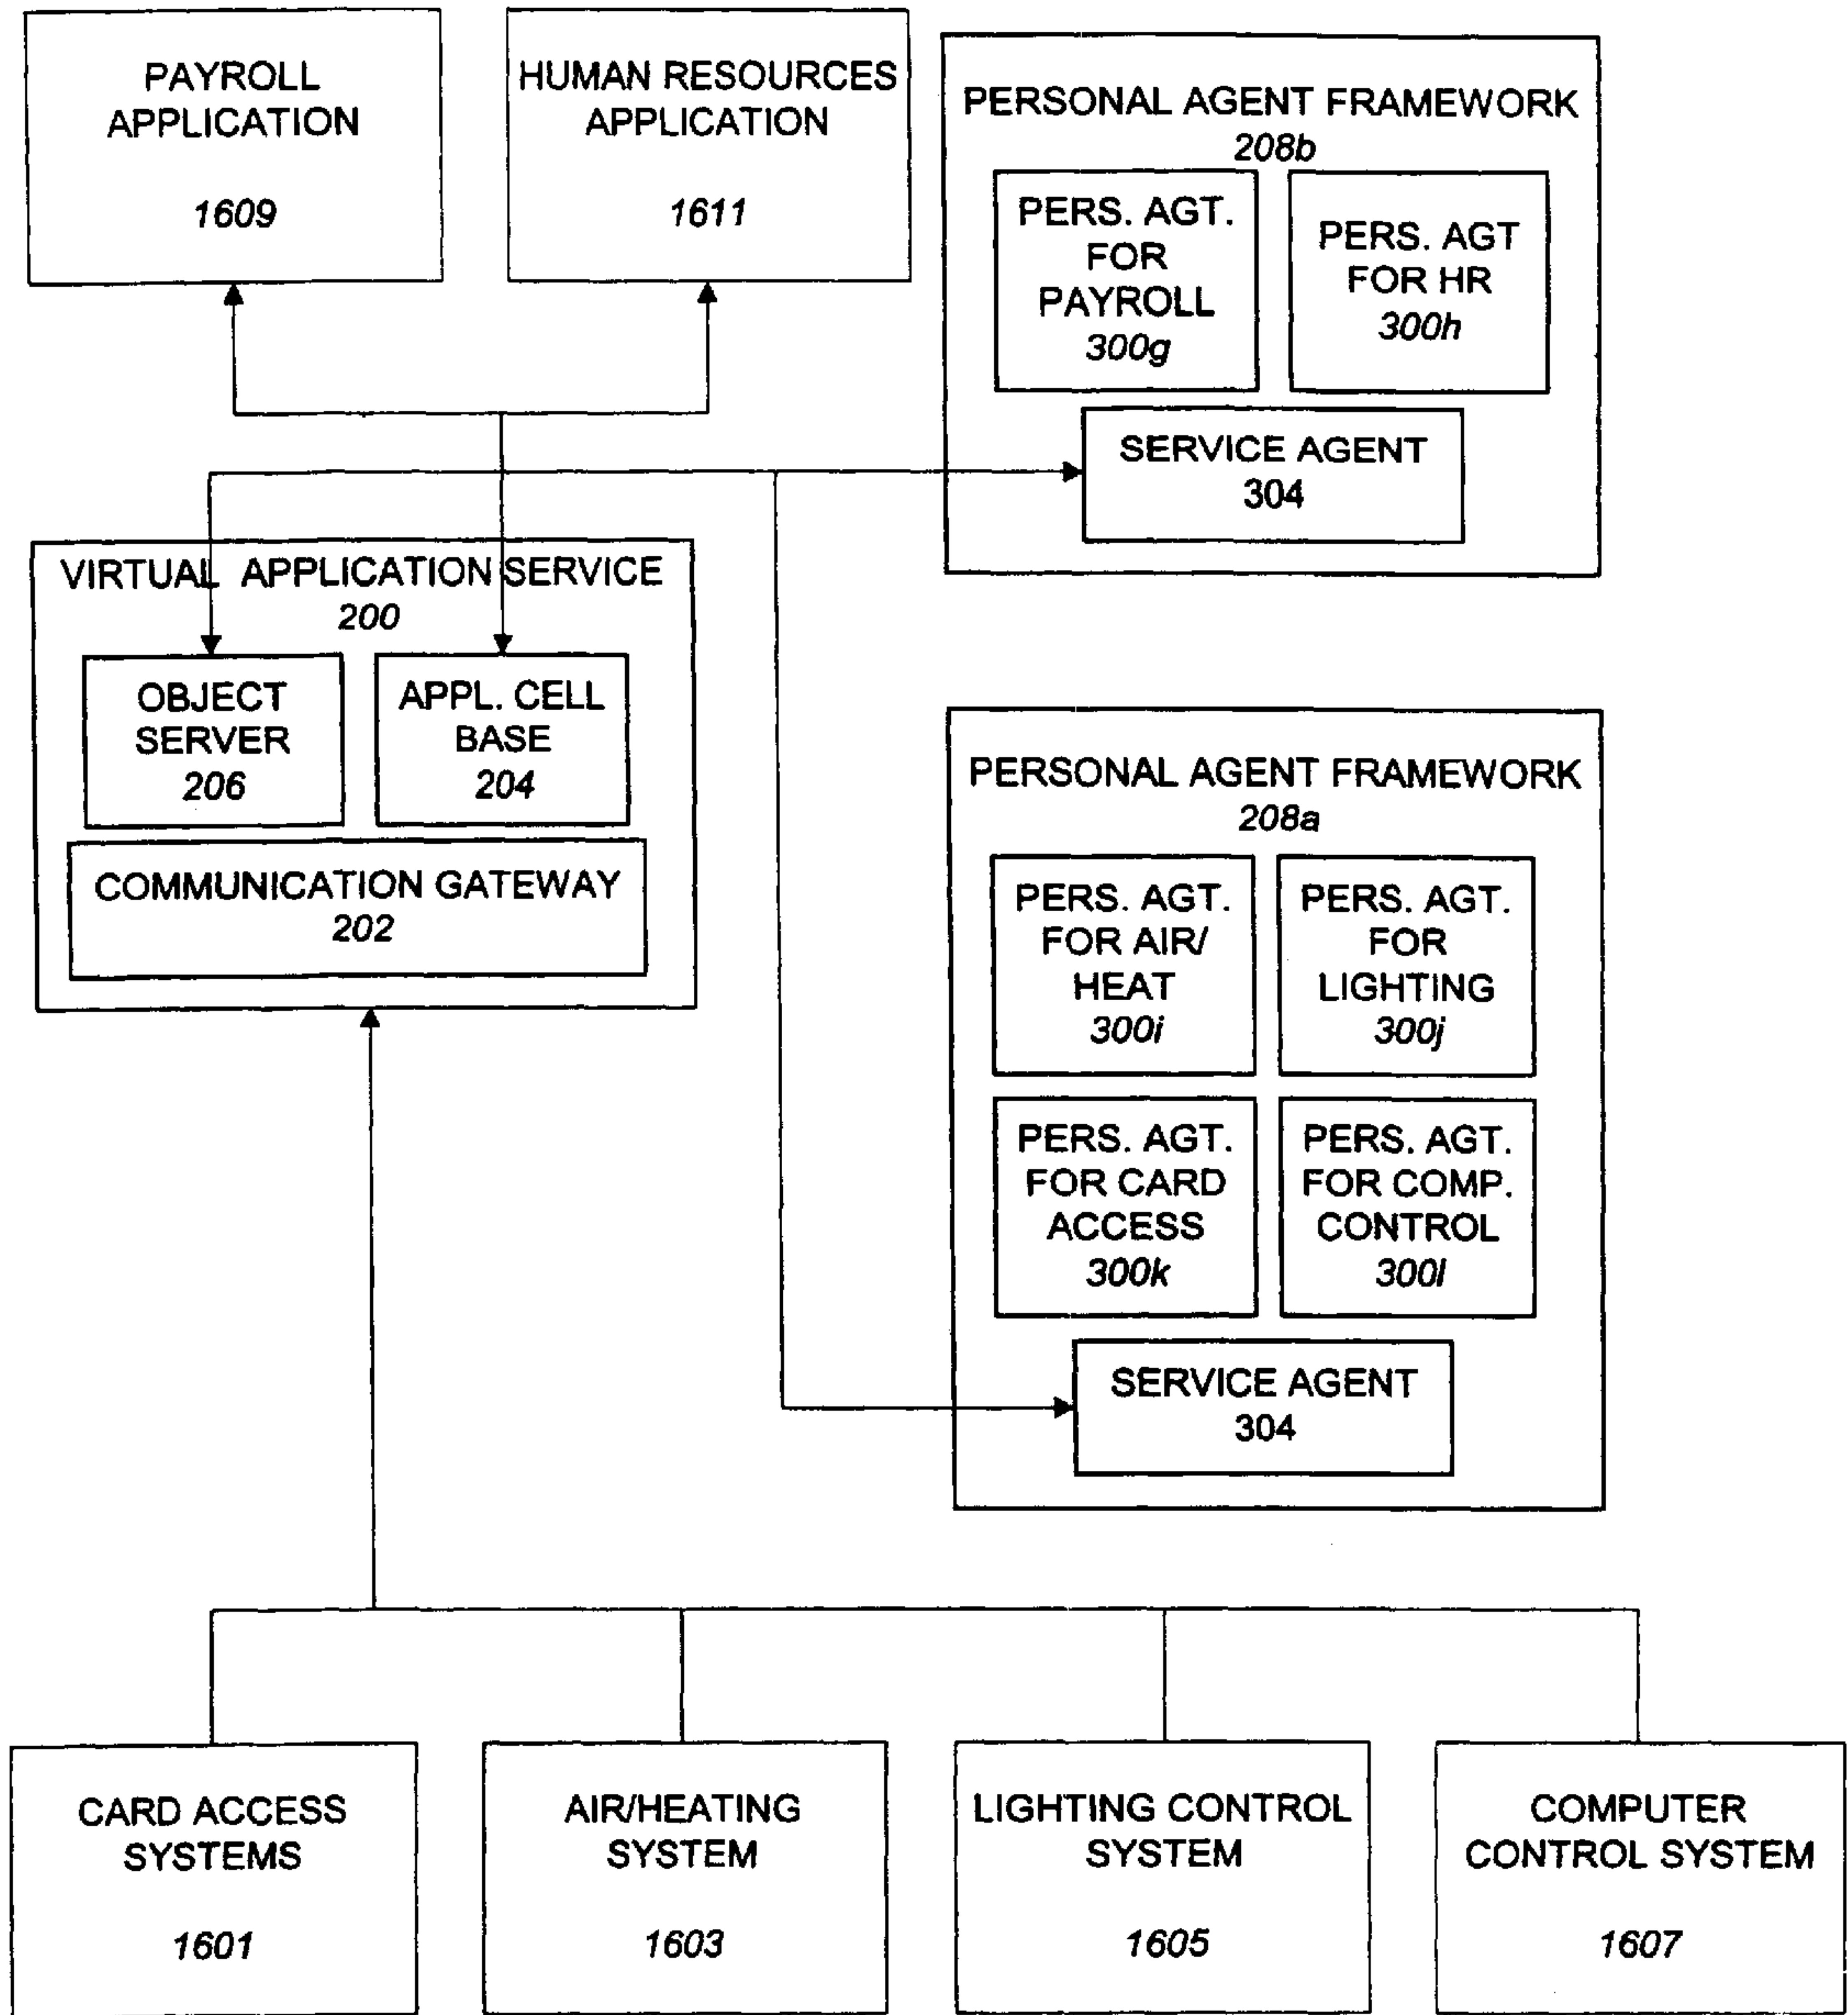 PAYROLL
APPLICATION
1609
HUMAN RESOURCES
APPLICATION
1611
PERSONAL AGENT FRAMEWORK
208b
PERS. AGT.
FOR
PAYROLL
300g
PERS. AGT
FOR HR
300h
SERVICE AGENT
304
VIRTUAL APPLICATION SERVICE
200
OBJECT
SERVER
206
APPL. CELL
BASE
204
COMMUNICATION GATEWAY
202
PERSONAL AGENT FRAMEWORK
208a
PERS. AGT.
FOR AIR/
HEAT
300i
PERS. AGT.
FOR
LIGHTING
300j
PERS. AGT.
FOR CARD
ACCESS
300k
PERS. AGT.
FOR COMP.
CONTROL
300l
SERVICE AGENT
304
CARD ACCESS
SYSTEMS
1601
AIR/HEATING
SYSTEM
1603
LIGHTING CONTROL
SYSTEM
1605
COMPUTER
CONTROL SYSTEM
1607